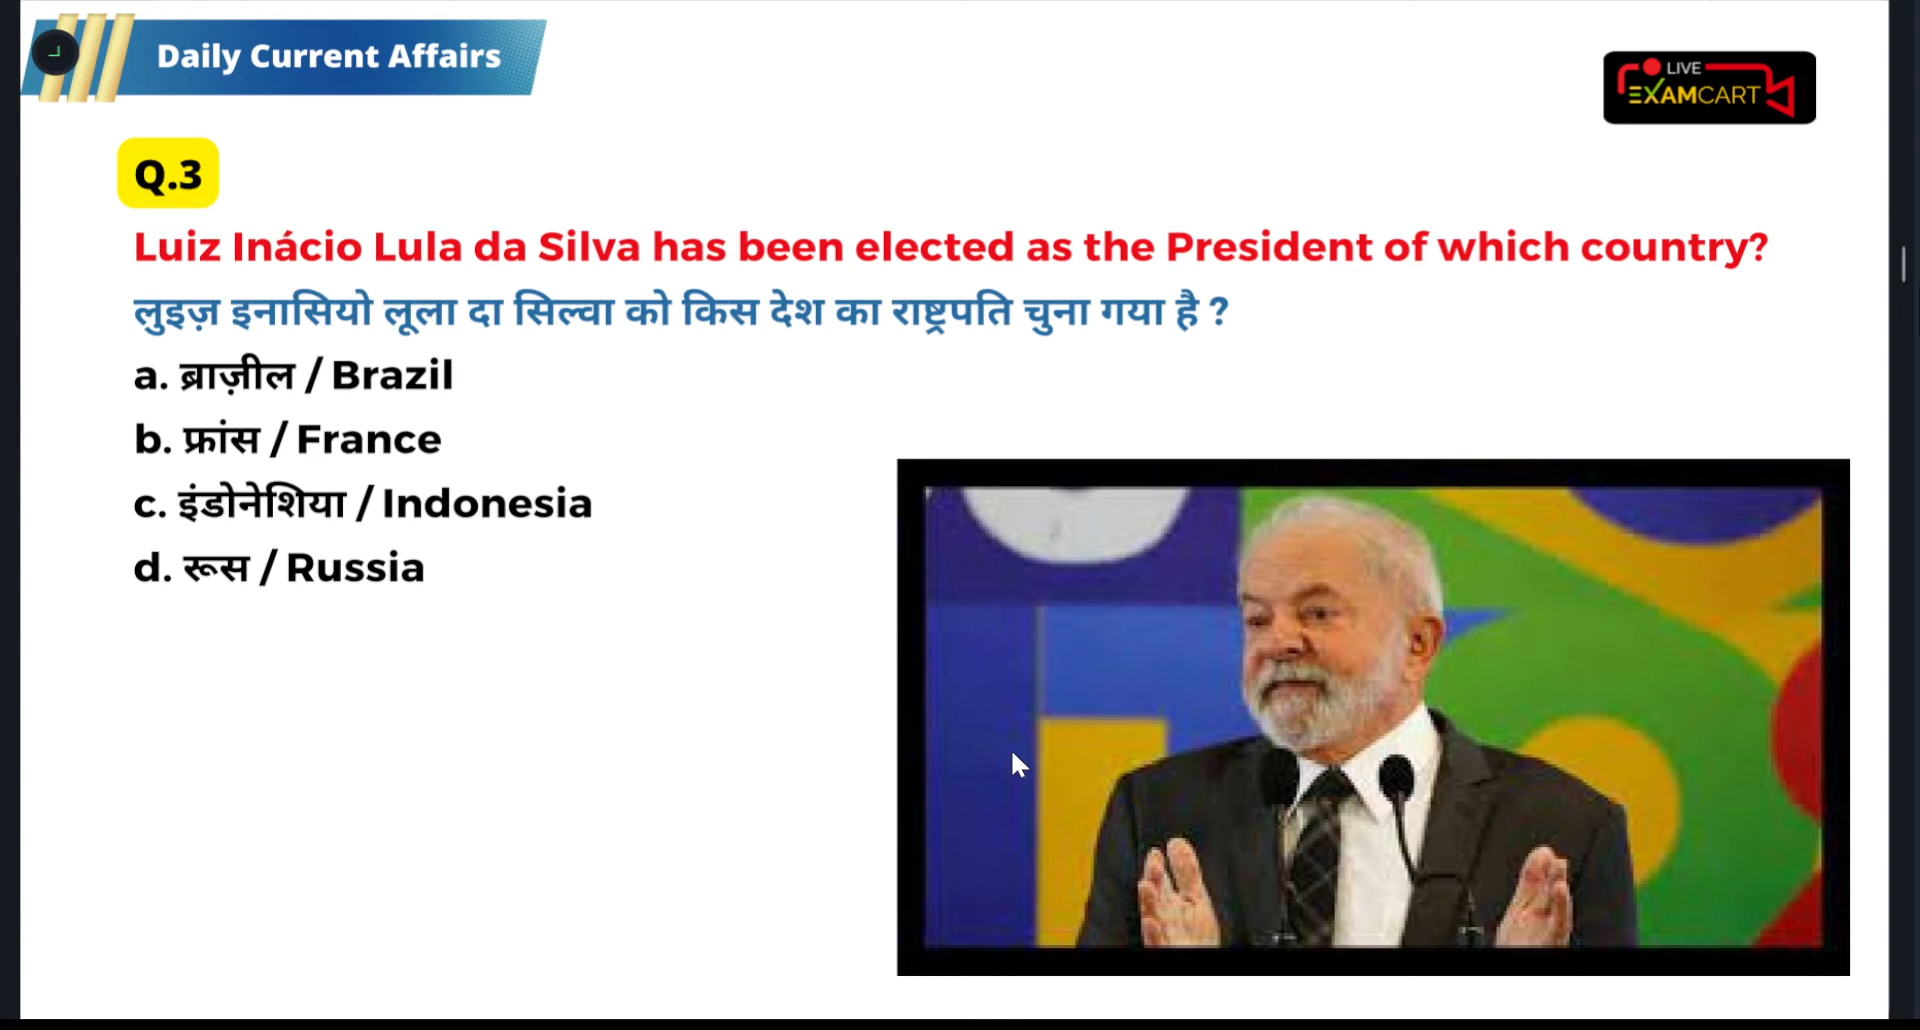 Daily Current Affairs
LIVE
EXAMCART
Q.3
Luiz Inácio Lula da Silva has been elected as the President of which country?
लुइज़ इनासियो लूला दा सिल्वा को किस देश का राष्ट्रपति चुना गया है ?
a. ब्राज़ील / Brazil
b. फ्रांस / France
c. इंडोनेशिया / Indonesia
d. रूस / Russia